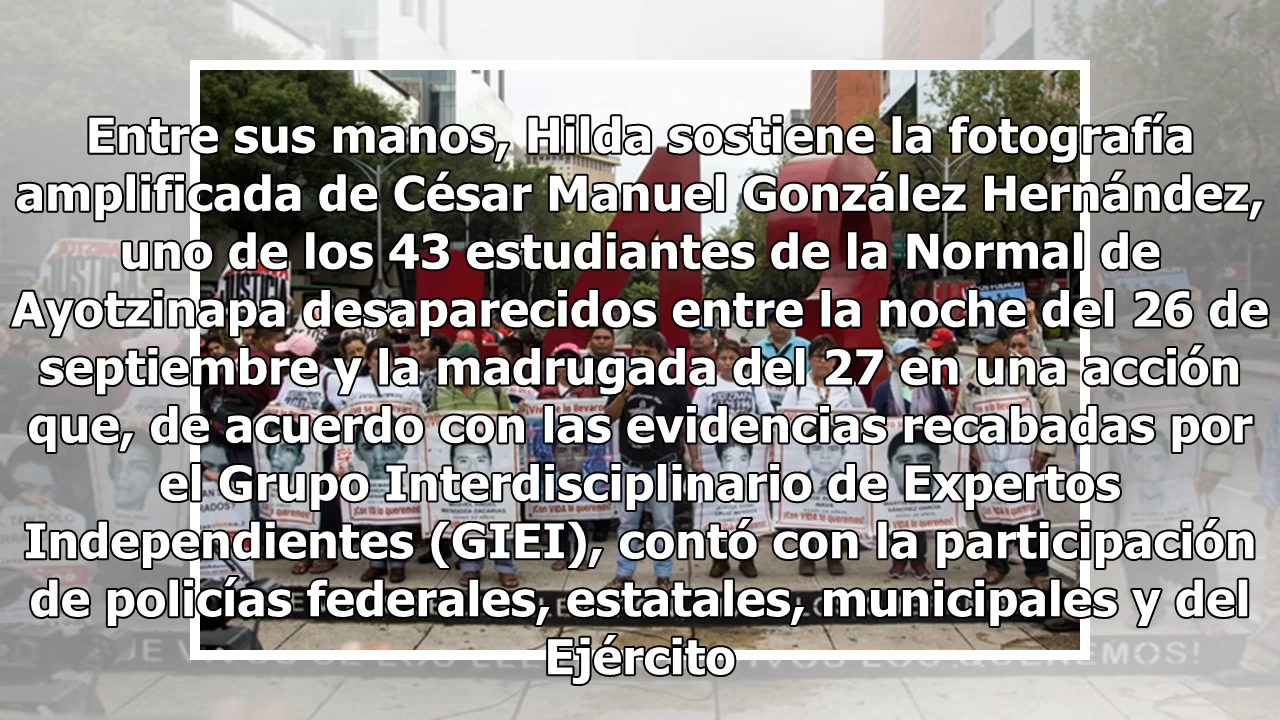 Entre sus manos, Hilda sostiene la fotografía
amplificada de César Manuel González Hernández,
uno de los 43 estudiantes de la Normal de
Ayotzinapa desaparecidos entre la noche del 26 de
septiembre y la madrugada del 27 en una acción
que, de acuerdo con las evidencias recabadas por
el Grupo Interdisciplinario de Expertos
Independientes (GIEI), contó con la participación
de policías federales, estatales, municipales y del
Ejército